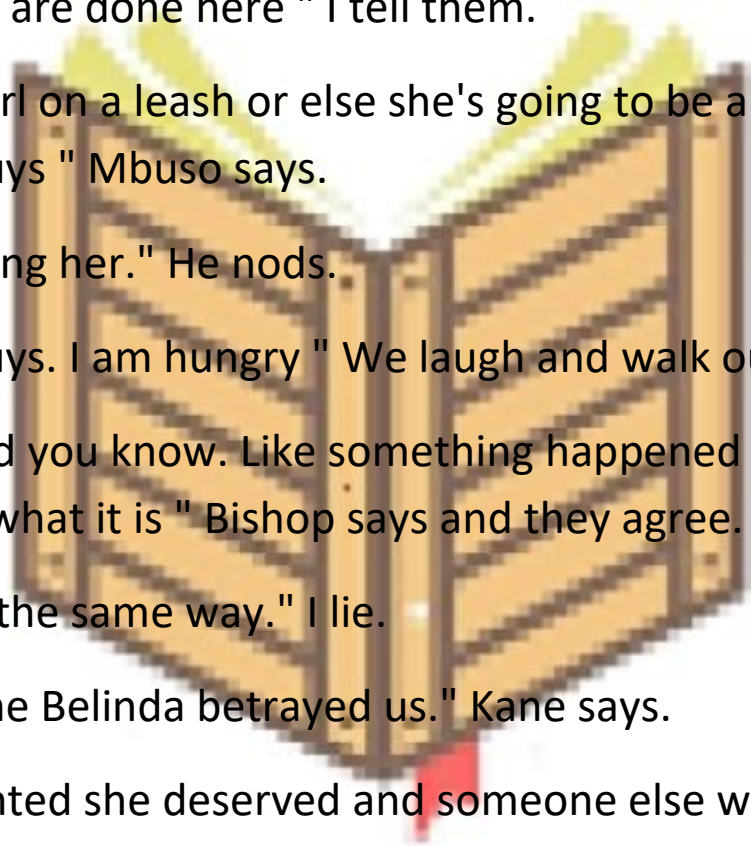 are done here " I tell them.
rl on a leash or else she's going to be a
ys " Mbuso says.
ng her." He nods.
ys. I am hungry " We laugh and walk ou
d you know. Like something happened
what it is " Bishop says and they agree.
the same way." I lie.
ne Belinda betrayed us." Kane says.
nted she deserved and someone else w